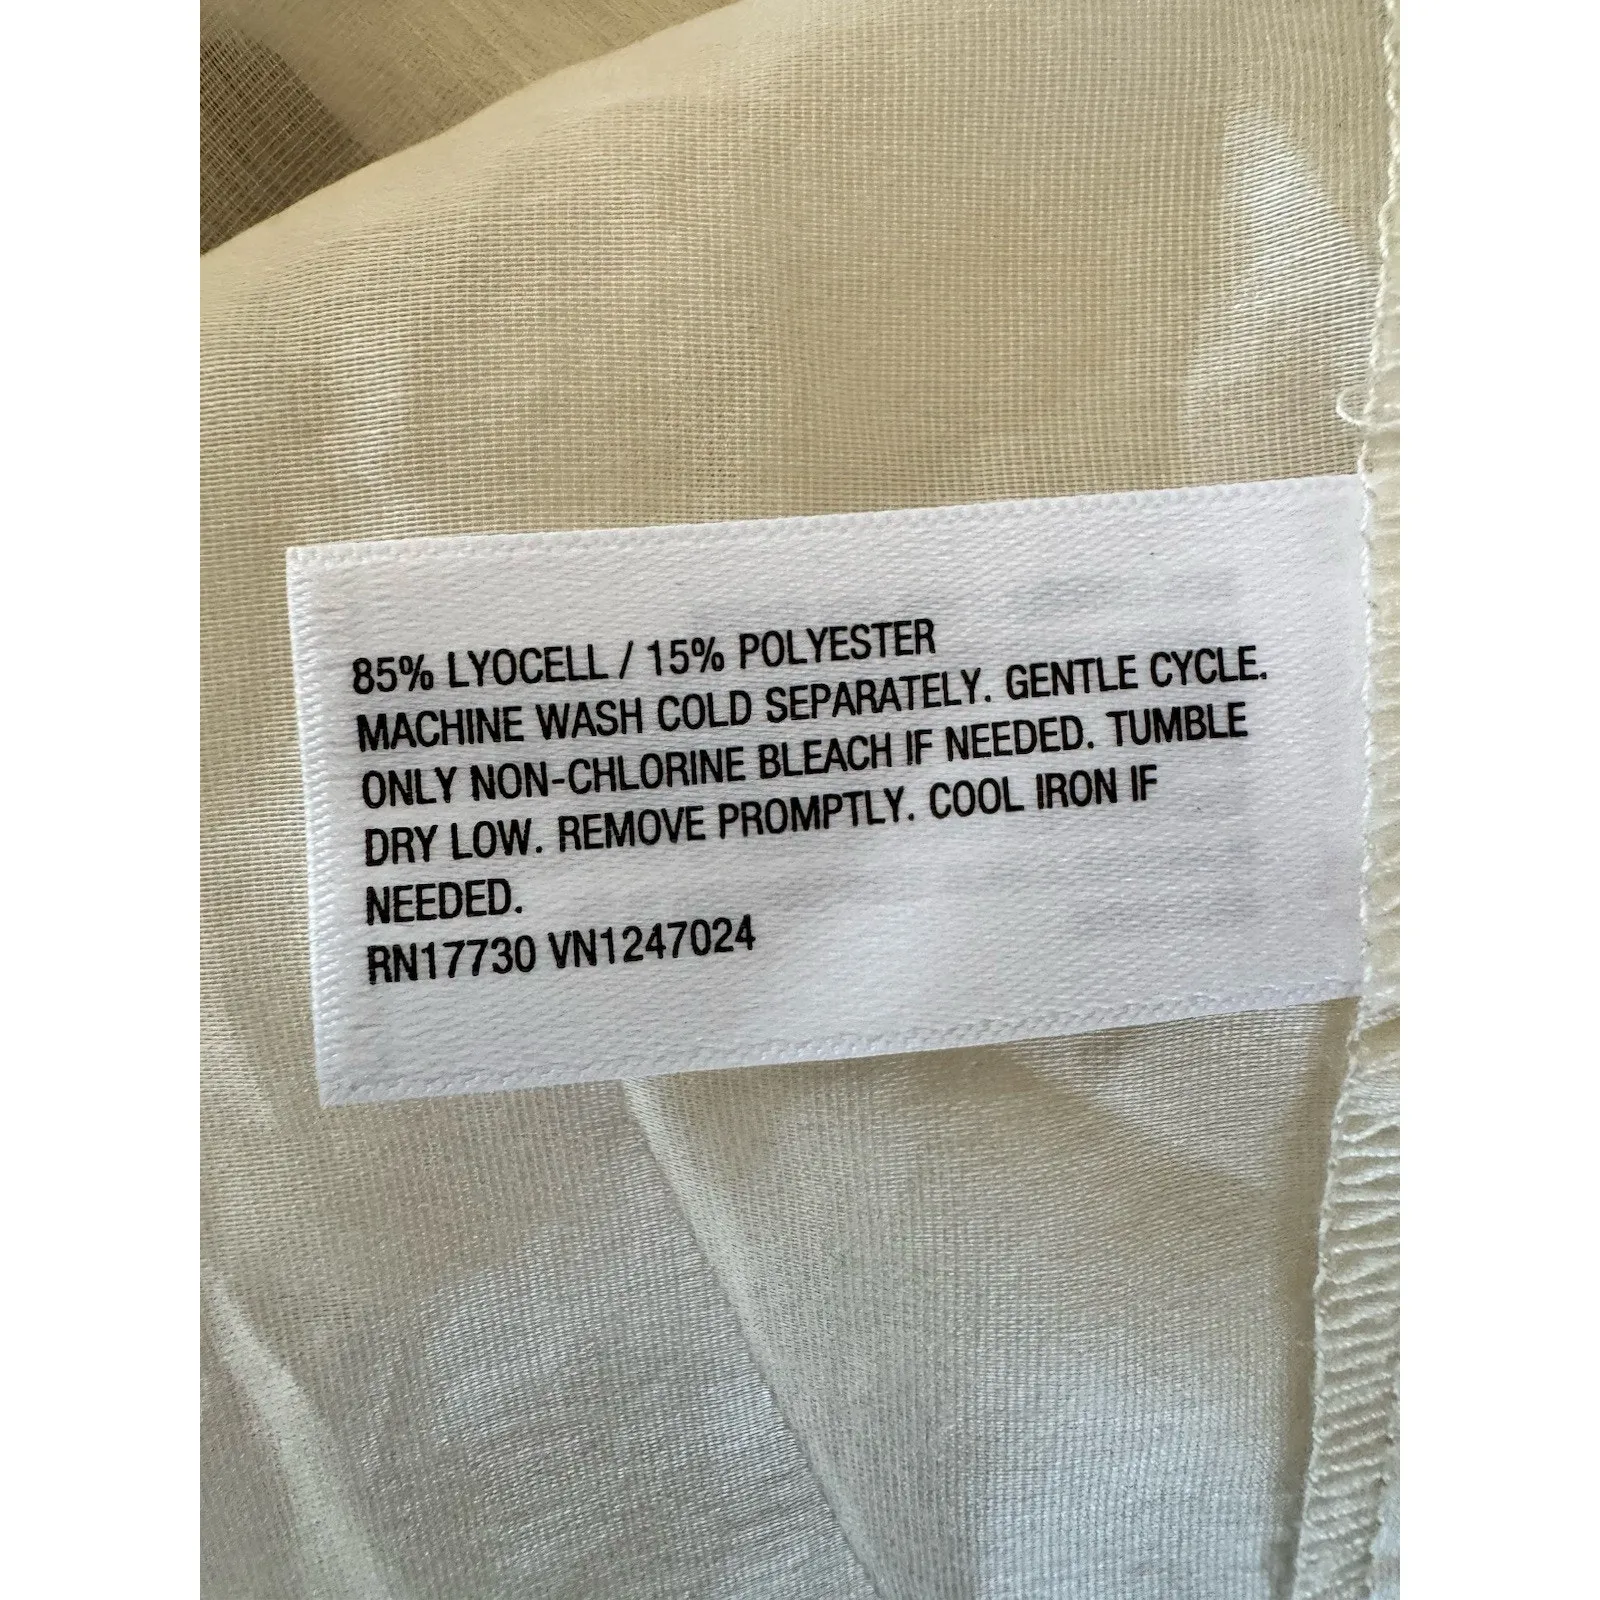 85% LYOCELL / 15% POLYESTER
MACHINE WASH COLD SEPARATELY. GENTLE CYCLE.
ONLY NON-CHLORINE BLEACH IF NEEDED. TUMBLE
DRY LOW. REMOVE PROMPTLY. COOL IRON IF
NEEDED.
RN17730 VN1247024